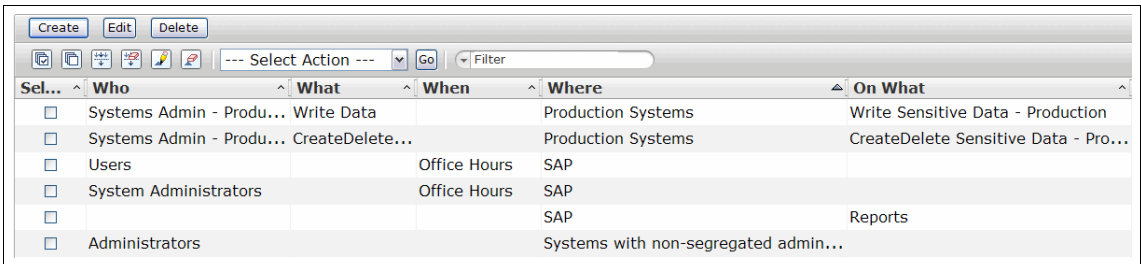 Create Edit Delete
--- Select Action --- Go Filter
Sel... Who What When Where On What
Systems Admin - Produ... Write Data Production Systems Write Sensitive Data - Production
Systems Admin - Produ... CreateDelete... Production Systems CreateDelete Sensitive Data - Pro...
Users Office Hours SAP
System Administrators Office Hours SAP
SAP Reports
Administrators Systems with non-segregated admin...